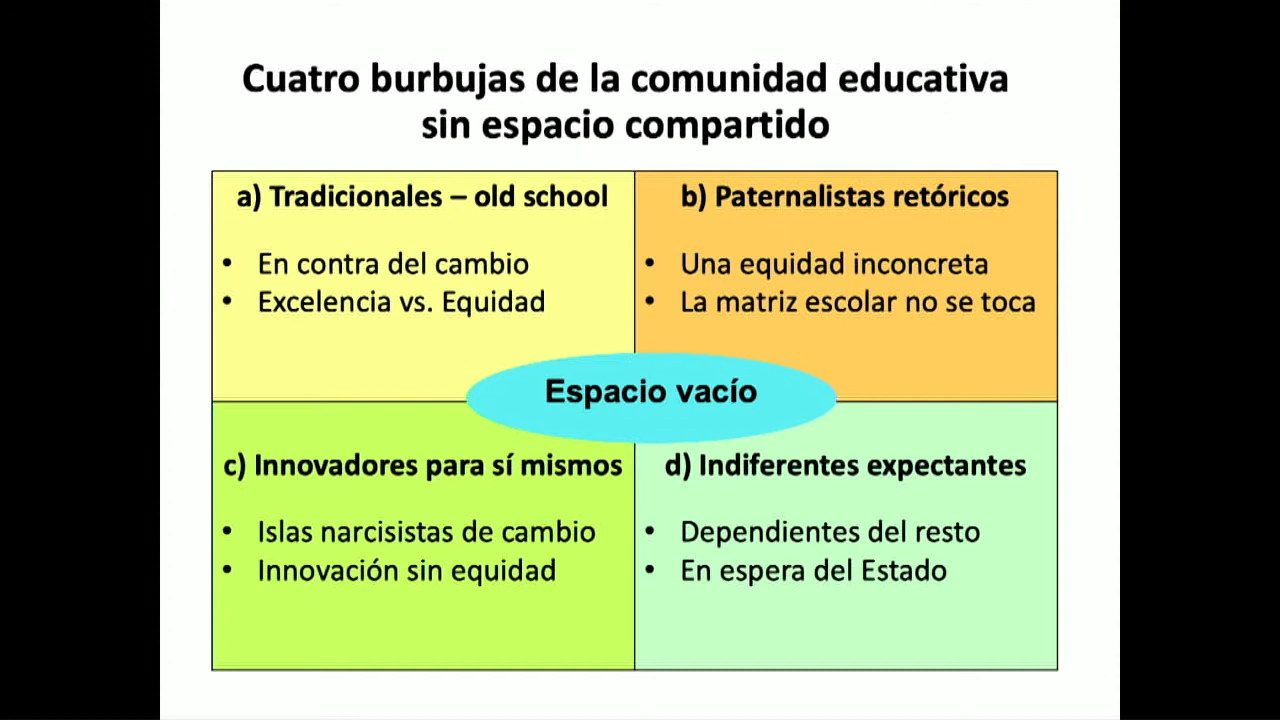 Cuatro burbujas de la comunidad educativa
sin espacio compartido
a) Tradicionales – old school
• En contra del cambio
• Excelencia vs. Equidad
b) Paternalistas retóricos
• Una equidad inconcreta
• La matriz escolar no se toca
Espacio vacío
c) Innovadores para sí mismos
• Islas narcisistas de cambio
• Innovación sin equidad
d) Indiferentes expectantes
• Dependientes del resto
• En espera del Estado